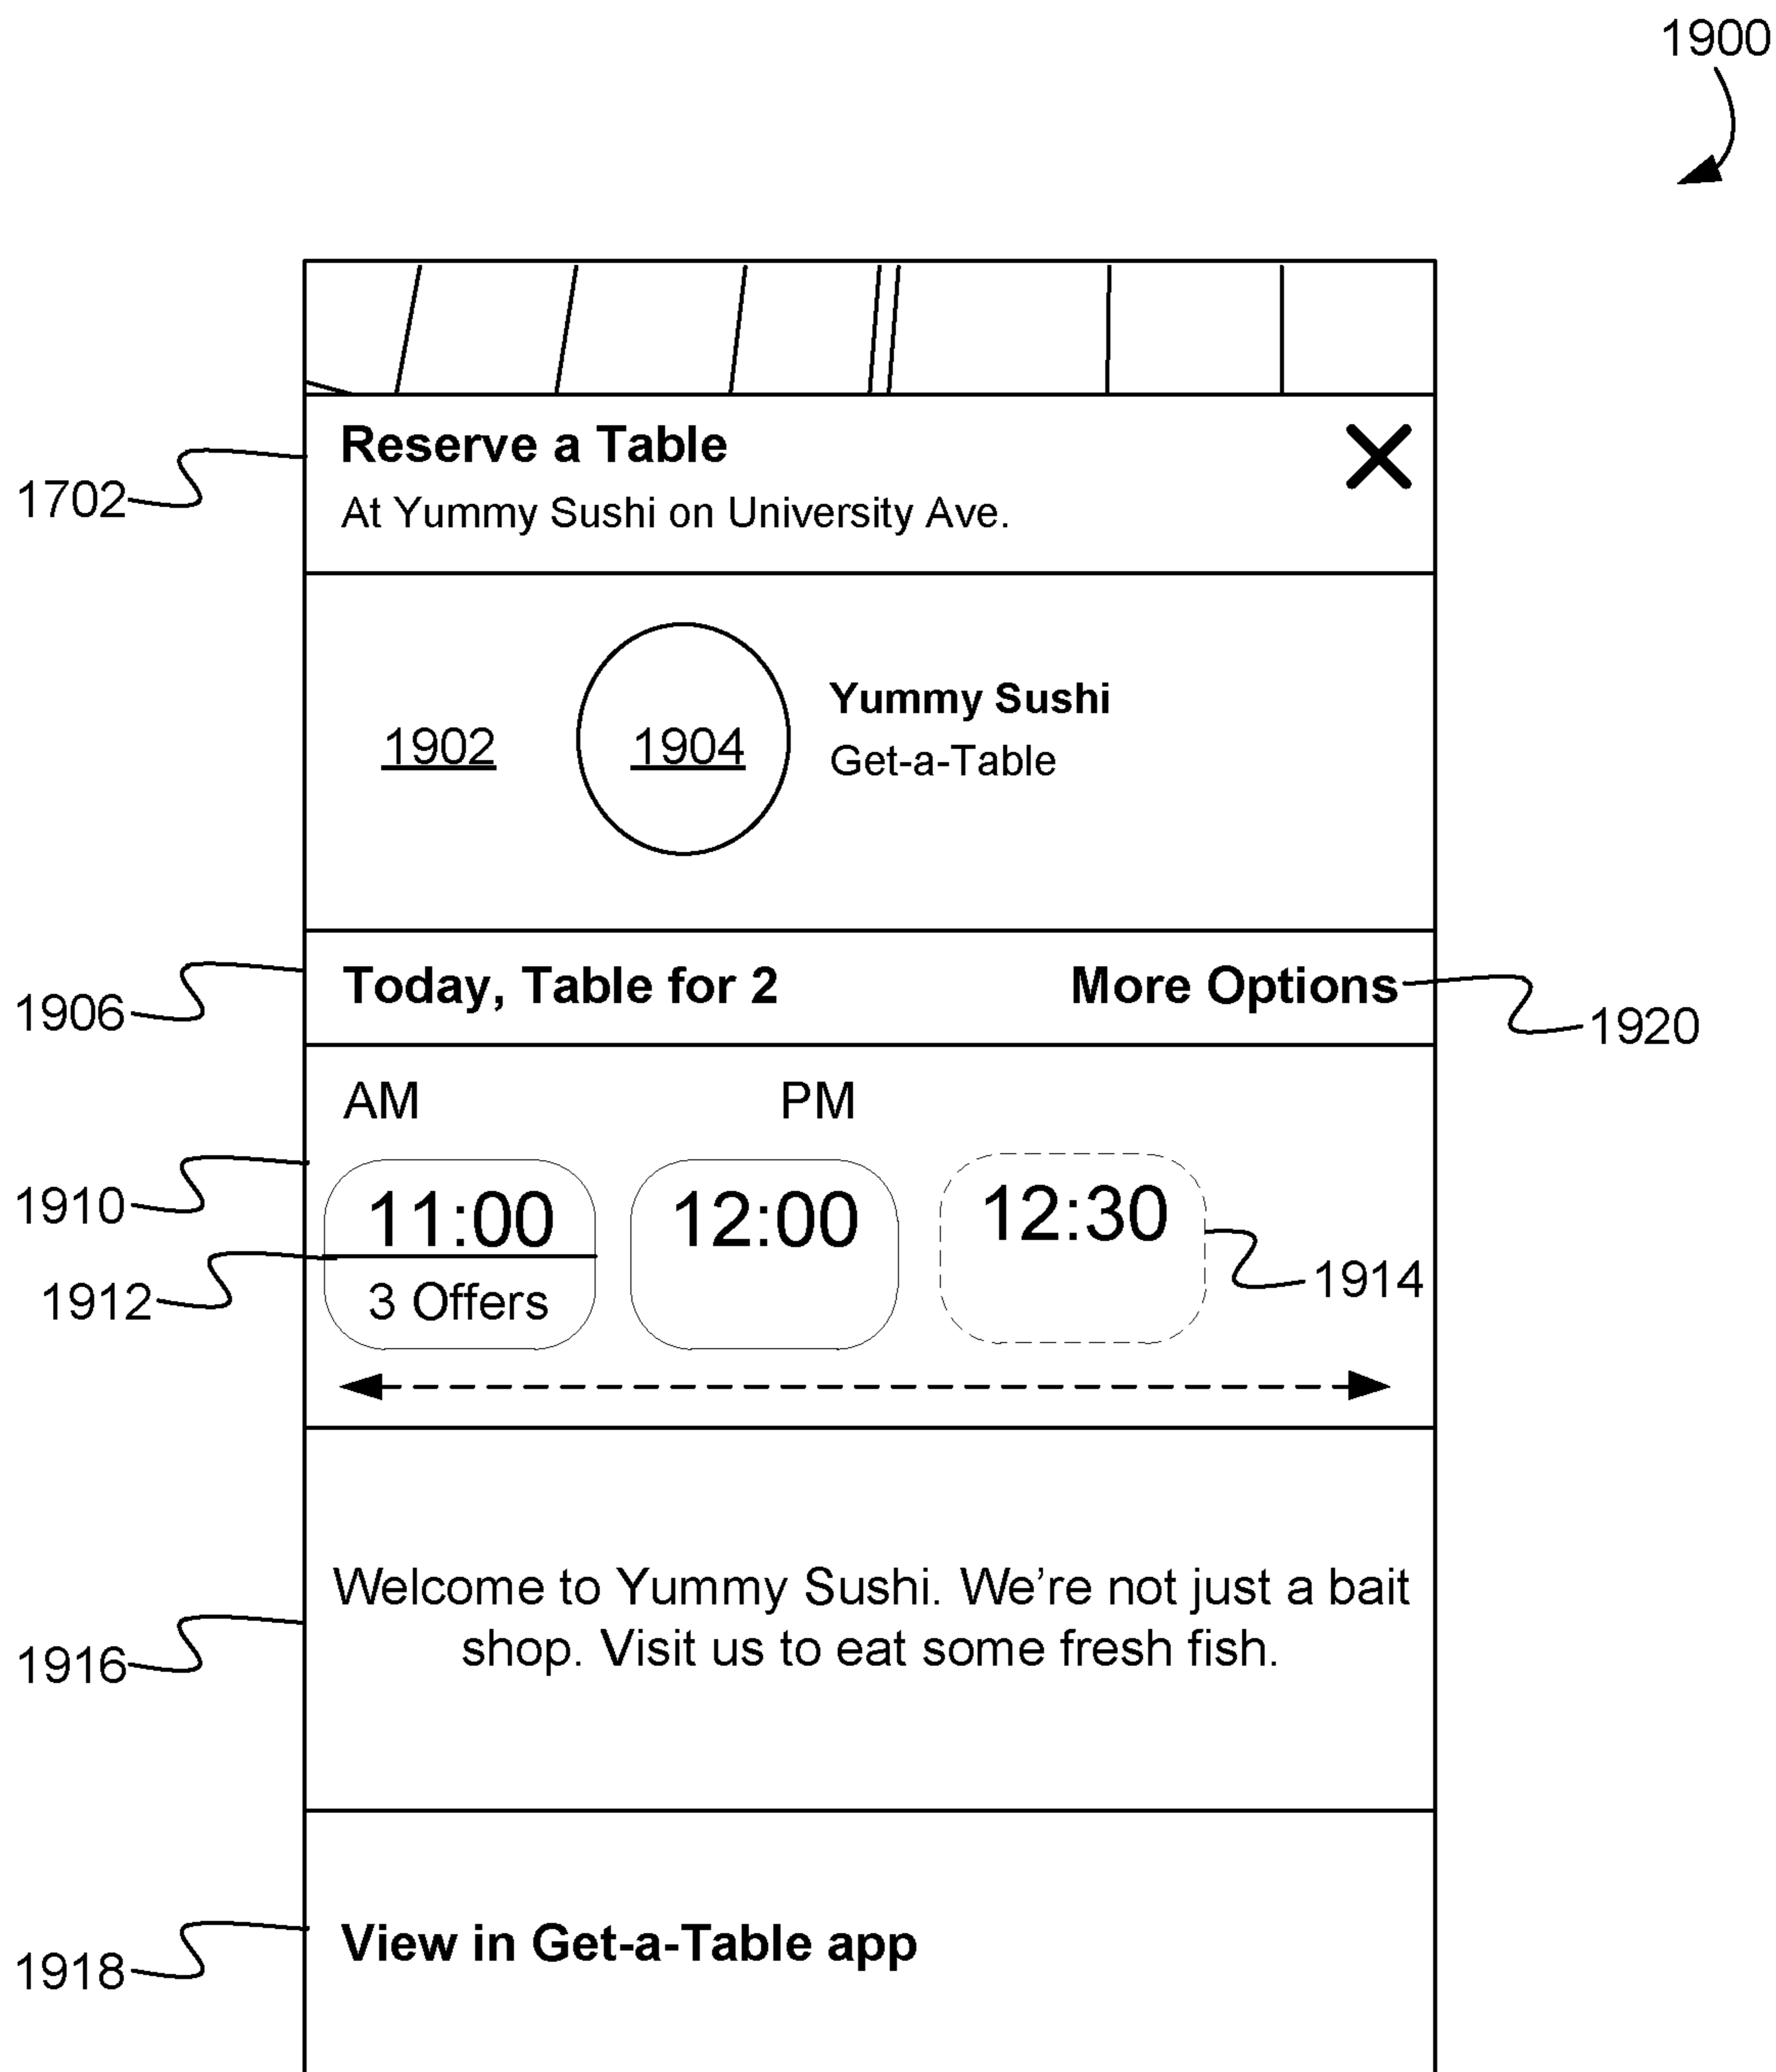 1900
Reserve a Table
1702
At Yummy Sushi on University Ave.
Yummy Sushi
1902 1904
Get-a-Table
1906 Today, Table for 2 More Options 1920
AM PM
1910 11:00 12:00 12:30
1912 3 Offers 1914
Welcome to Yummy Sushi. We're not just a bait
shop. Visit us to eat some fresh fish.
1916
1918 View in Get-a-Table app